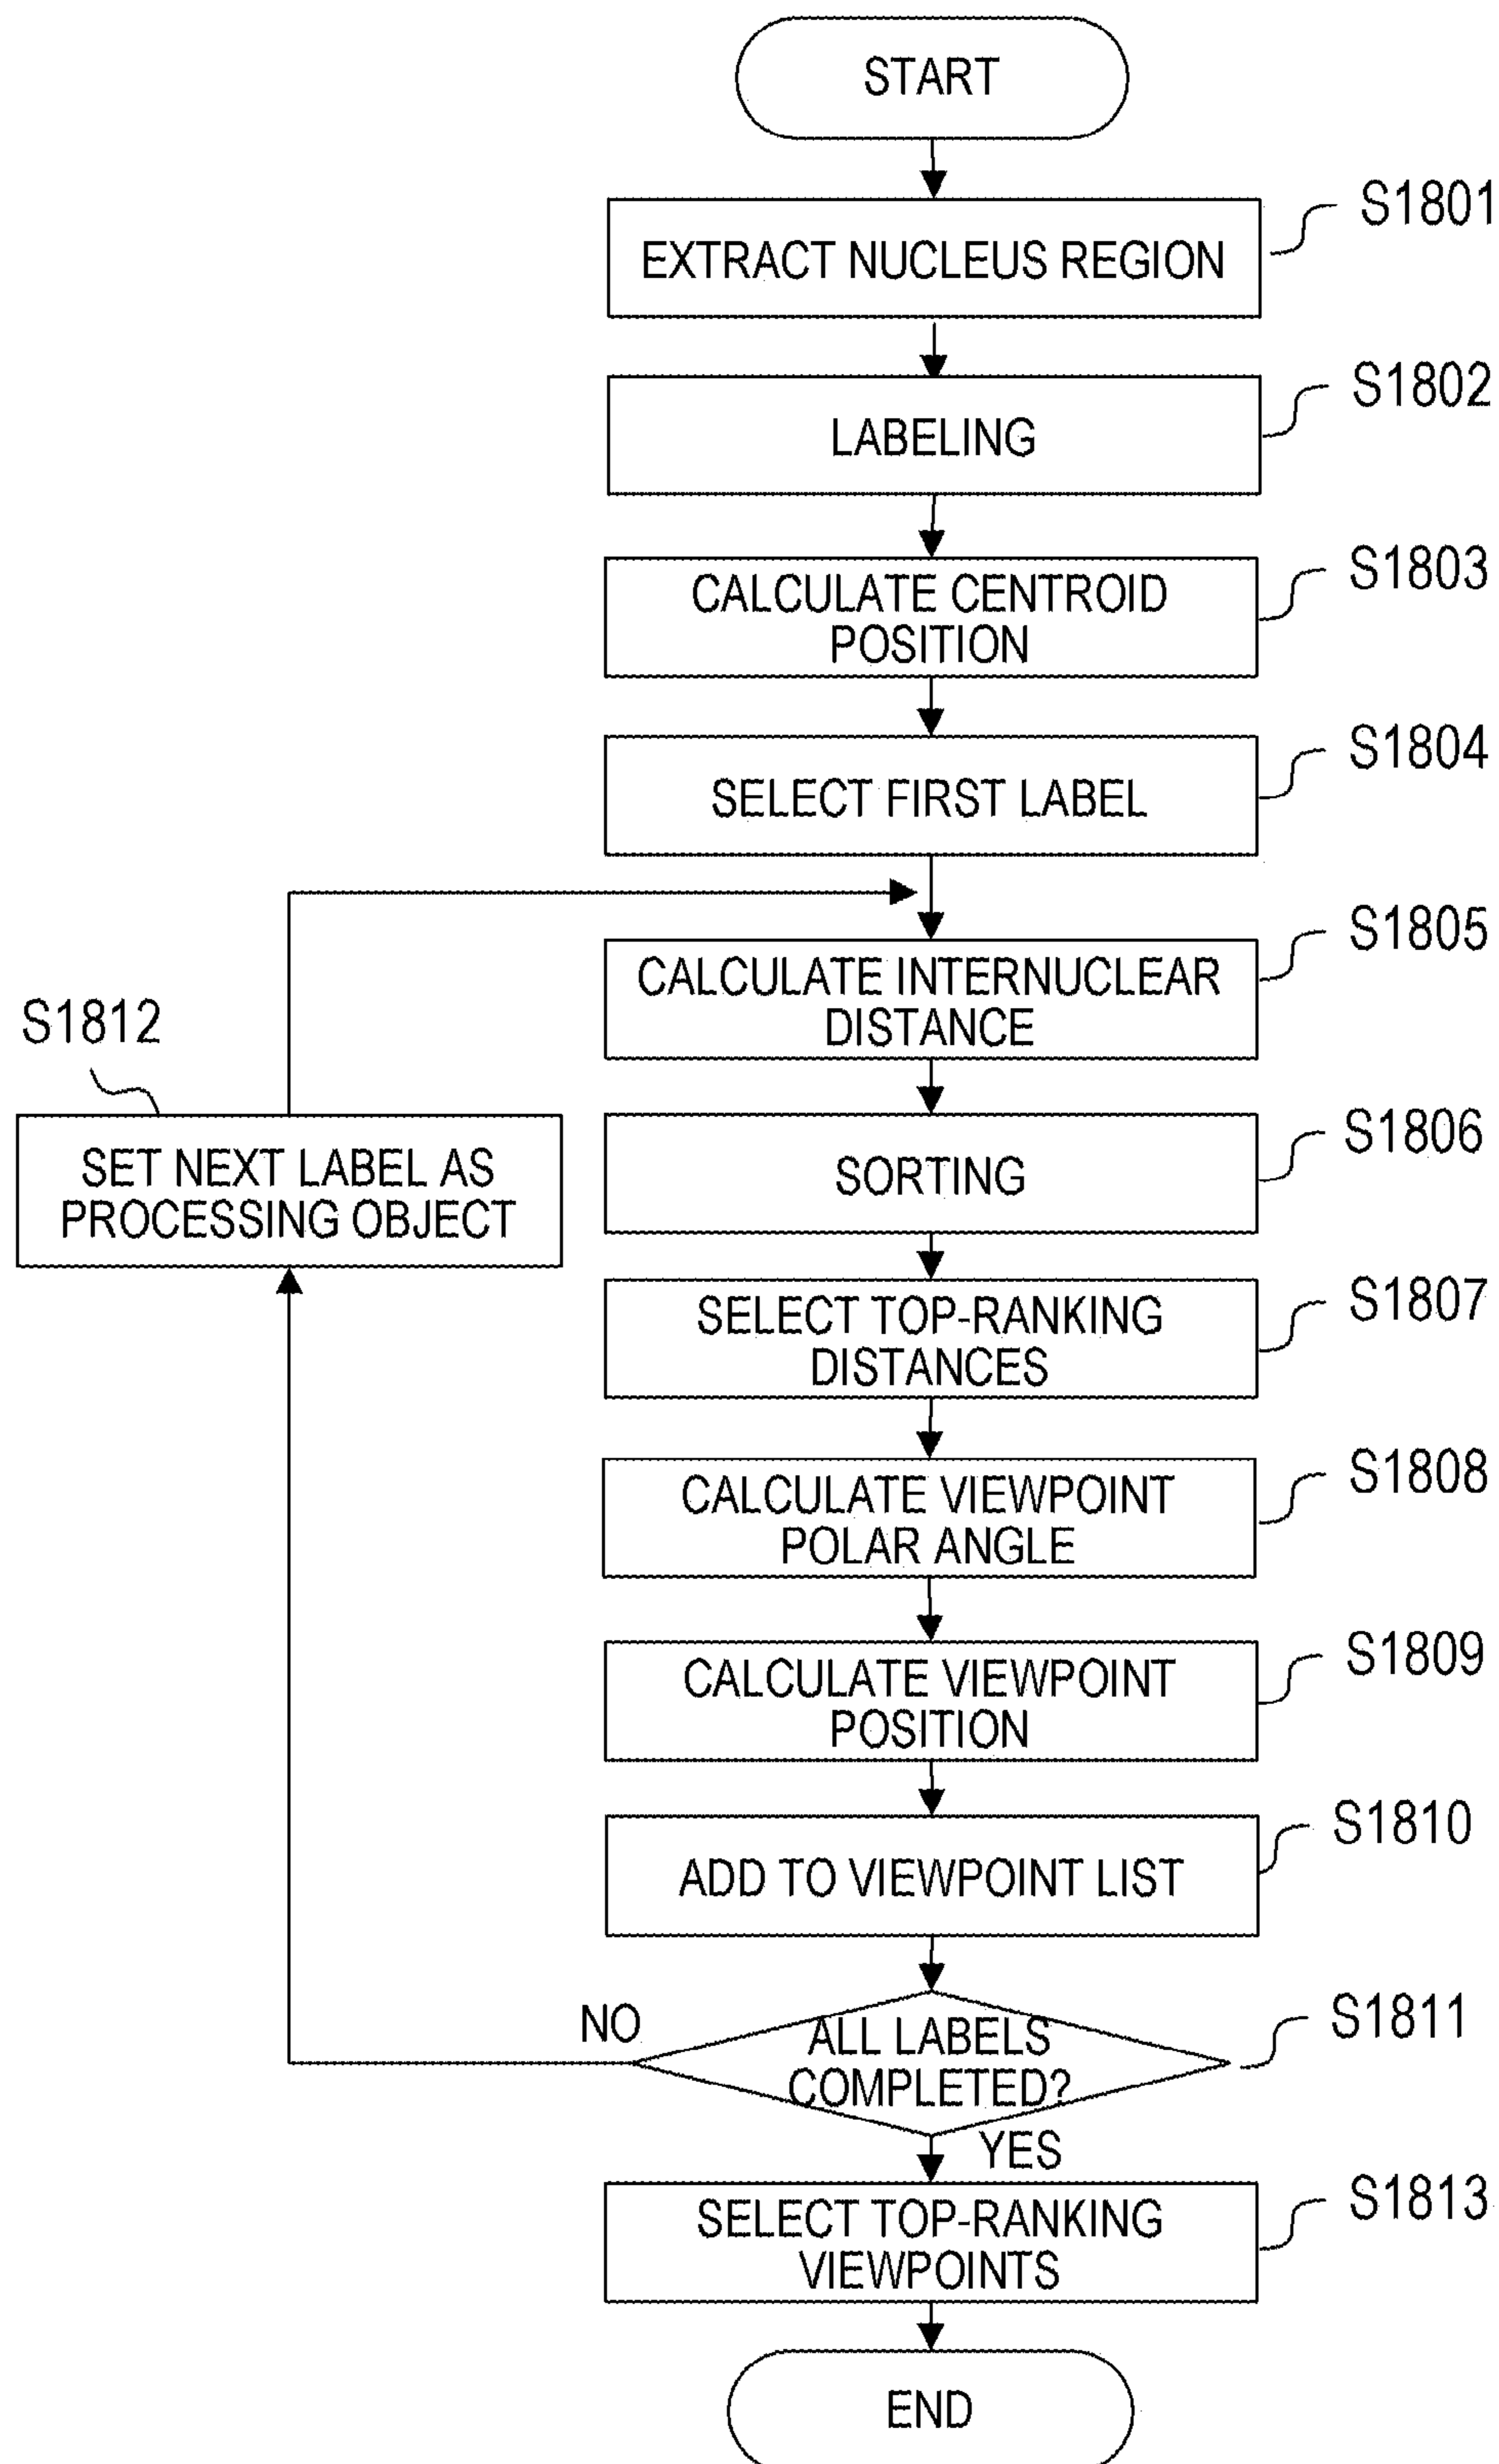 START
S1801
EXTRACT NUCLEUS REGION
S1802
LABELING
S1803
CALCULATE CENTROID
POSITION
S1804
SELECT FIRST LABEL
S1805
CALCULATE INTERNUCLEAR
DISTANCE
S1812
SET NEXT LABEL AS
PROCESSING OBJECT
S1806
SORTING
S1807
SELECT TOP-RANKING
DISTANCES
S1808
CALCULATE VIEWPOINT
POLAR ANGLE
S1809
CALCULATE VIEWPOINT
POSITION
S1810
ADD TO VIEWPOINT LIST
S1811
NO
ALL LABELS
COMPLETED?
YES
S1813
SELECT TOP-RANKING
VIEWPOINTS
END